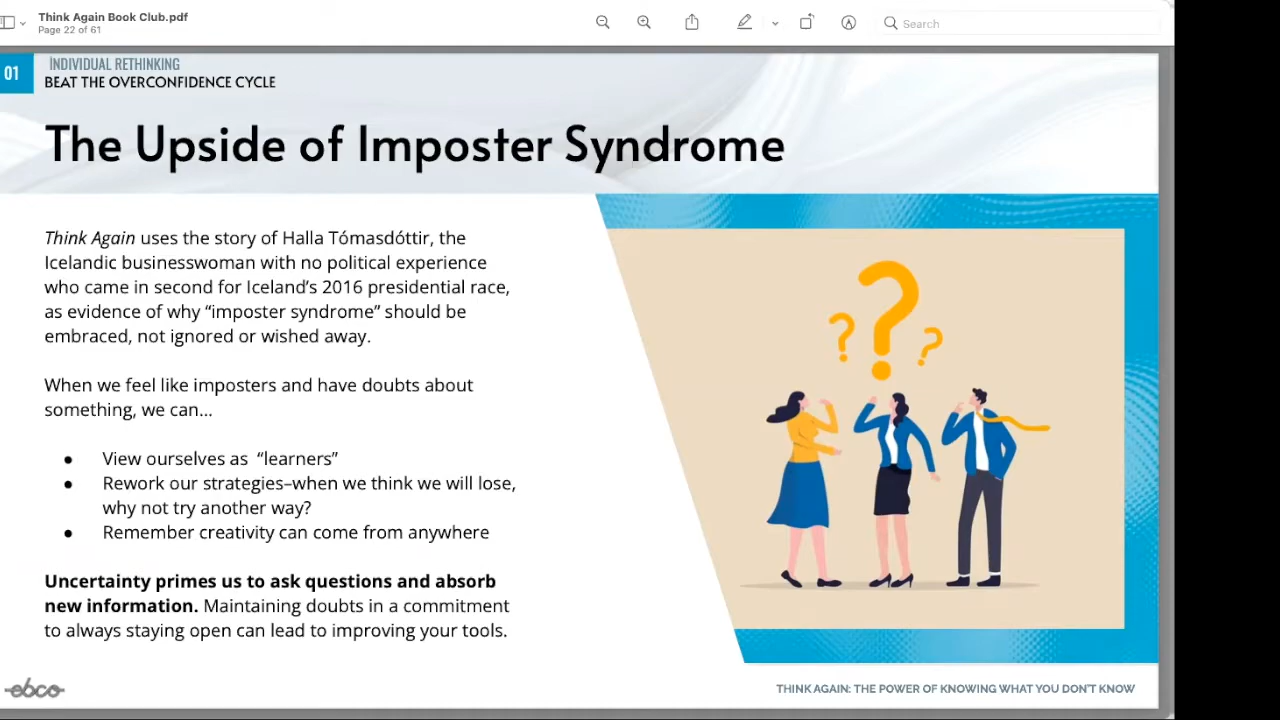 Think Again Book Club.pdf
Page 22 of 61
Search
01
INDIVIDUAL RETHINKING
BEAT THE OVERCONFIDENCE CYCLE
The Upside of Imposter Syndrome
Think Again uses the story of Halla Tómasdóttir, the
Icelandic businesswoman with no political experience
who came in second for Iceland's 2016 presidential race,
as evidence of why “imposter syndrome” should be
embraced, not ignored or wished away.
When we feel like imposters and have doubts about
something, we can...
● View ourselves as “learners”
● Rework our strategies–when we think we will lose,
why not try another way?
● Remember creativity can come from anywhere
Uncertainty primes us to ask questions and absorb
new information. Maintaining doubts in a commitment
to always staying open can lead to improving your tools.
? ? ?
ebco
THINK AGAIN: THE POWER OF KNOWING WHAT YOU DON'T KNOW